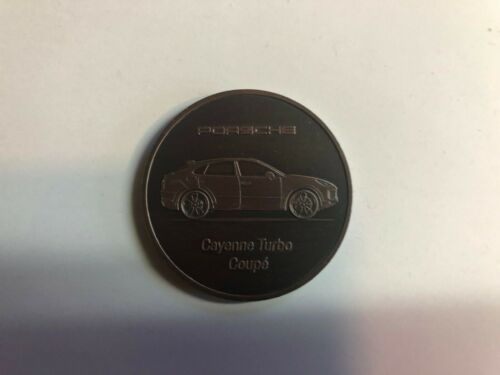 PORSCHE
Cayenne Turbo
Coupé